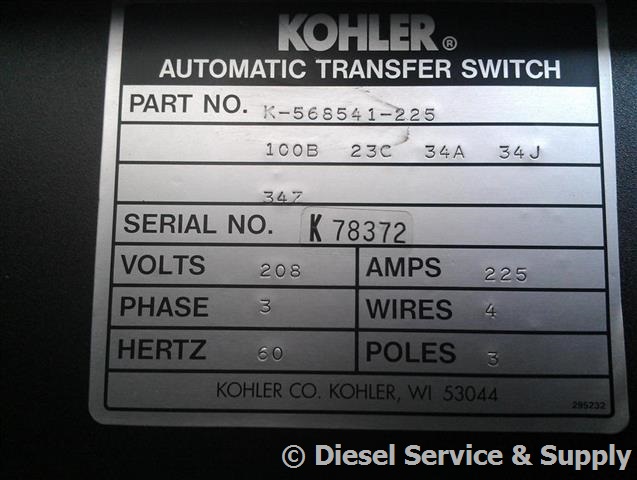 KOHLER®
AUTOMATIC TRANSFER SWITCH
PART NO. K-568541-225
100B 23C 34A 34J
347
SERIAL NO. K 78372
VOLTS 208 AMPS 225
PHASE 3 WIRES 4
HERTZ 60 POLES 3
KOHLER CO. KOHLER, WI 53044
295232
© Diesel Service & Supply